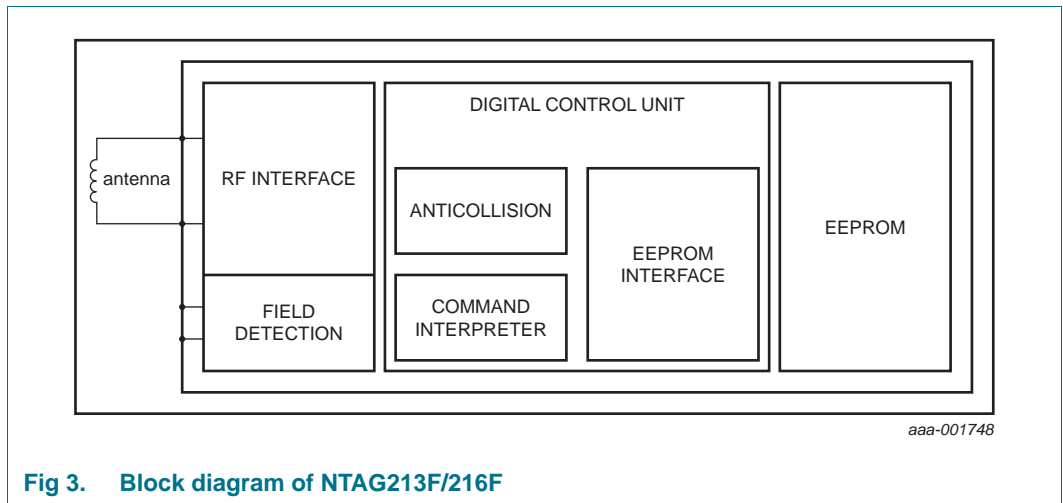 antenna
RF INTERFACE
FIELD
DETECTION
DIGITAL CONTROL UNIT
ANTICOLLISION
COMMAND
INTERPRETER
EEPROM
INTERFACE
EEPROM
aaa-001748
Fig 3. Block diagram of NTAG213F/216F